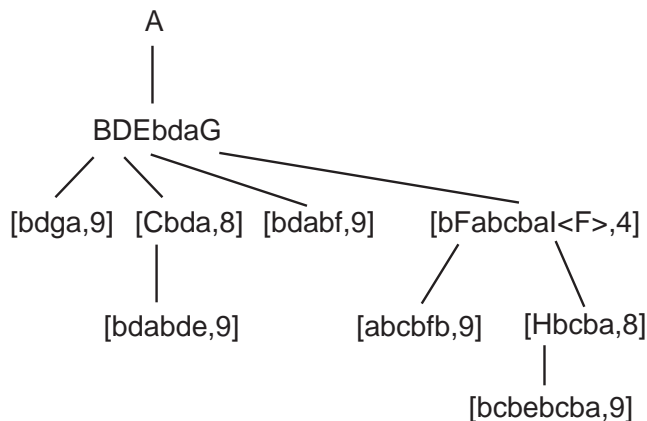 A
BDEbdaG
[bdga,9] [Cbda,8] [bdabf,9] [bFabcbaI<F>,4]
[bdabde,9] [abcbfb,9] [Hbcba,8]
[bcbebcba,9]